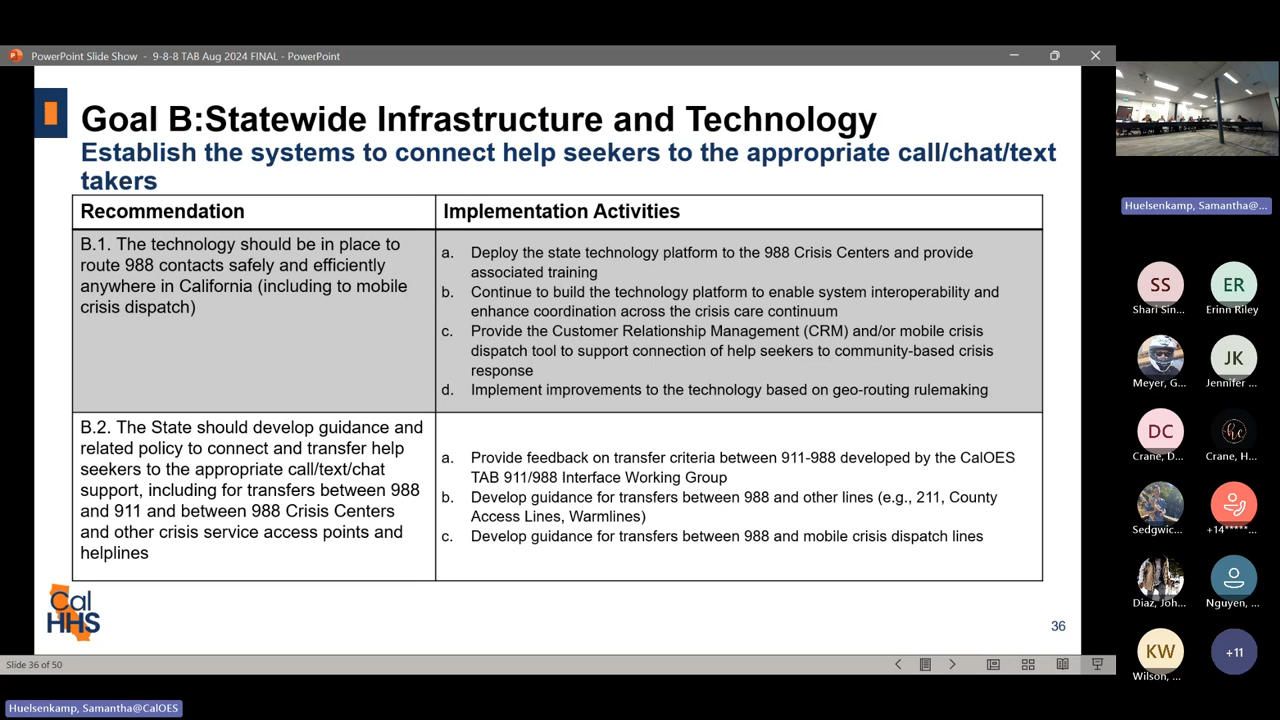 PowerPoint Slide Show - 9-8-8 TAB Aug 2024 FINAL - PowerPoint
Goal B:Statewide Infrastructure and Technology
Establish the systems to connect help seekers to the appropriate call/chat/text
takers
Recommendation
Implementation Activities
B.1. The technology should be in place to
route 988 contacts safely and efficiently
anywhere in California (including to mobile
crisis dispatch)
a. Deploy the state technology platform to the 988 Crisis Centers and provide
associated training
b. Continue to build the technology platform to enable system interoperability and
enhance coordination across the crisis care continuum
c. Provide the Customer Relationship Management (CRM) and/or mobile crisis
dispatch tool to support connection of help seekers to community-based crisis
response
d. Implement improvements to the technology based on geo-routing rulemaking
B.2. The State should develop guidance and
related policy to connect and transfer help
seekers to the appropriate call/text/chat
support, including for transfers between 988
and 911 and between 988 Crisis Centers
and other crisis service access points and
helplines
a. Provide feedback on transfer criteria between 911-988 developed by the CalOES
TAB 911/988 Interface Working Group
b. Develop guidance for transfers between 988 and other lines (e.g., 211, County
Access Lines, Warmlines)
c. Develop guidance for transfers between 988 and mobile crisis dispatch lines
Cal
HHS
36
Slide 36 of 50
Huelsenkamp, Samantha@CalOES
Huelsenkamp, Samantha@...
SS
ER
Shari Sin...
Erinn Riley
JK
Meyer, G...
Jennifer ...
DC
hc
Crane, D...
Crane, H...
Sedgwic...
+14*****...
Diaz, Joh...
Nguyen, ...
KW
+11
Wilson, ...